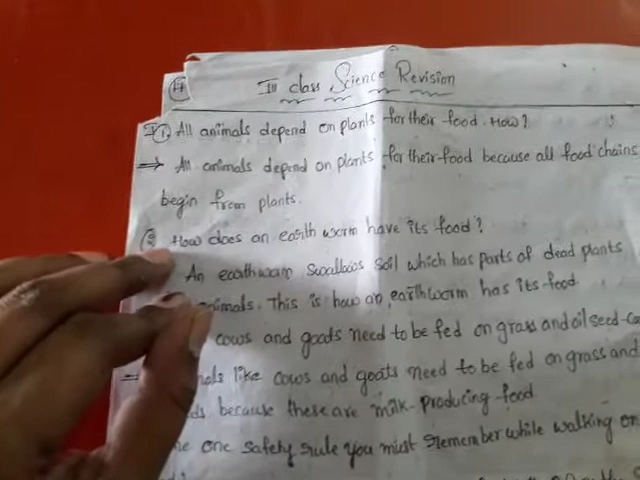 III class Science Revision
1) All animals depend on plants for their food. How?
→ All animals depend on plants for their food because all food chains
begin from plants.
How does an earth worm have its food?
An earthworm swallows soil which has parts of dead plants
animals. This is how an earthworm has its food
cows and goats need to be fed on grass and oil seed
like cows and goats need to be fed on grass and
because these are milk-producing food
one safety rule you must remember while walking on